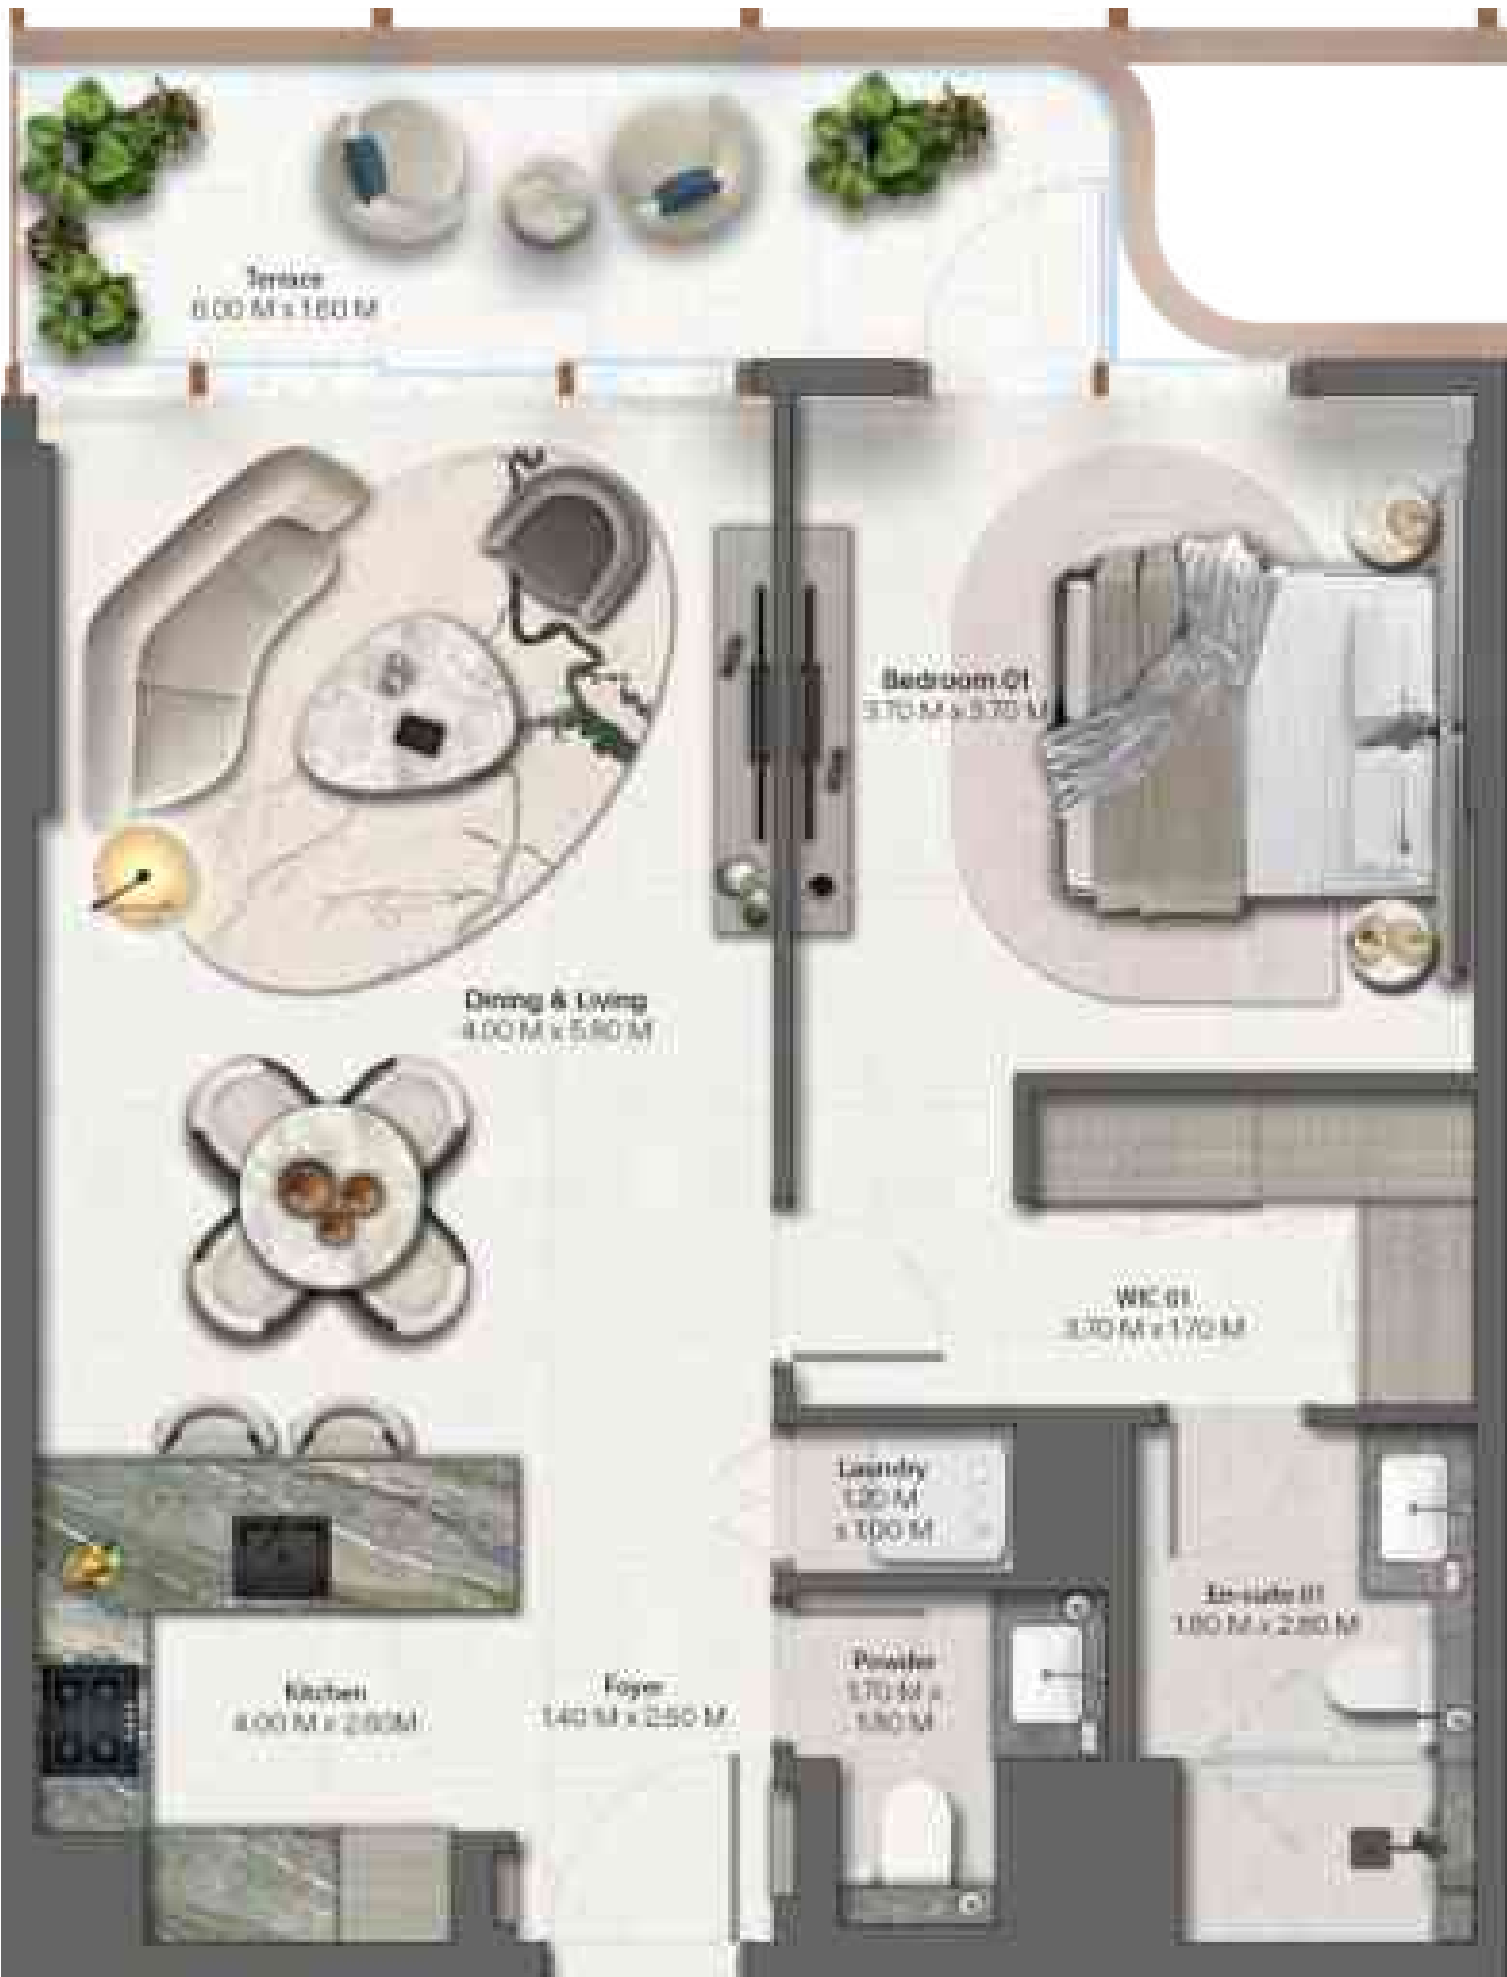 Terrace
6.00 M x 1.60 M
Bedroom 01
3.70 M x 3.70 M
Dining & Living
4.00 M x 5.80 M
WIC 01
3.70 M x 1.70 M
Laundry
1.20 M
x 1.00 M
En-suite 01
1.80 M x 2.80 M
Kitchen
4.00 M x 2.60M
Foyer
1.40 M x 2.50 M
Powder
1.70 M x